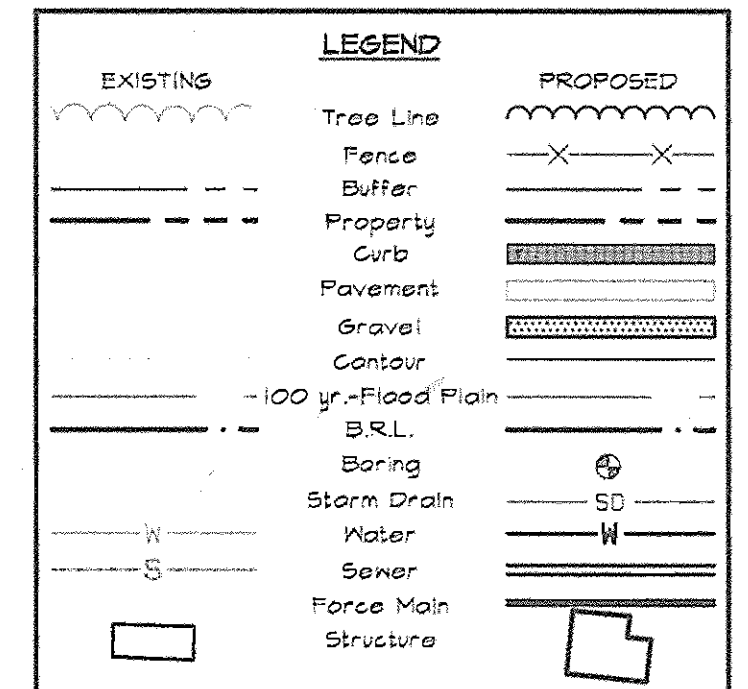 LEGEND
EXISTING PROPOSED
Tree Line
Fence
Buffer
Property
Curb
Pavement
Gravel
Contour
100 yr.-Flood Plain
B.R.L.
Boring
Storm Drain SD
W Water W
S Sewer
Force Main
Structure